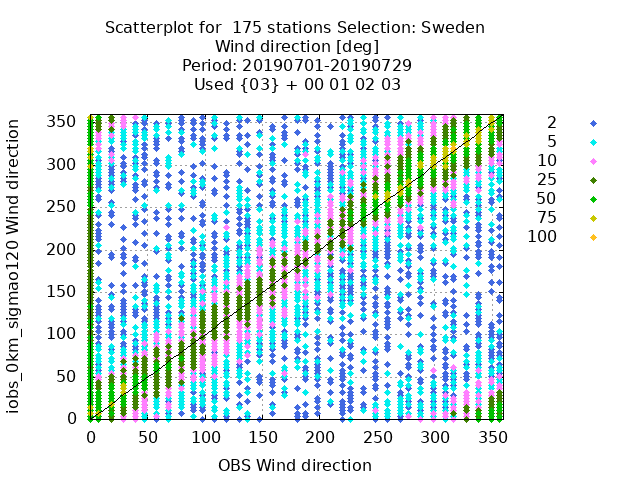 Scatterplot for  175 stations Selection: Sweden
Wind direction [deg]
Period: 20190701-20190729
Used {03} + 00 01 02 03
iobs_0km_sigmao120 Wind direction
350
300
250
200
150
100
50
0
0 50 100 150 200 250 300 350
OBS Wind direction
2
5
10
25
50
75
100